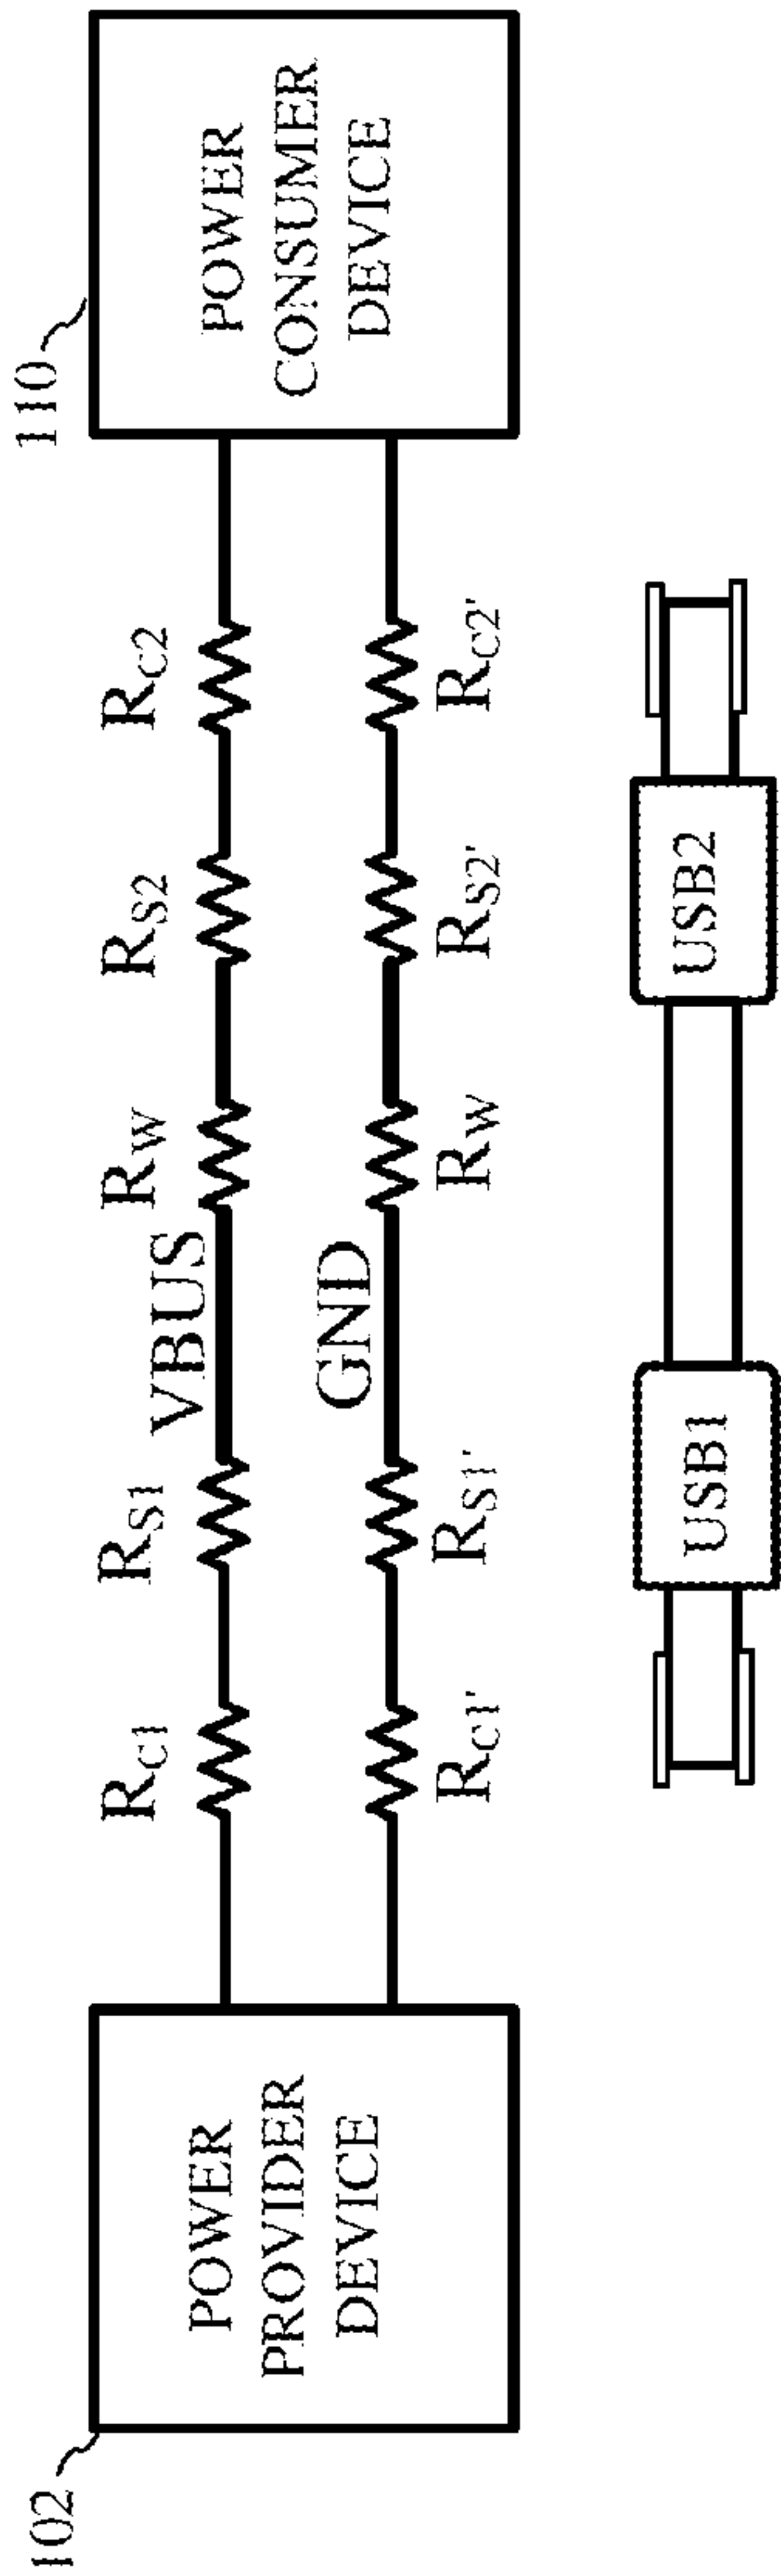 102
110
POWER
PROVIDER
DEVICE
R_C1
R_S1
VBUS
R_W
R_S2
R_C2
POWER
CONSUMER
DEVICE
GND
R_C1'
R_S1'
R_W
R_S2'
R_C2'
USB1
USB2